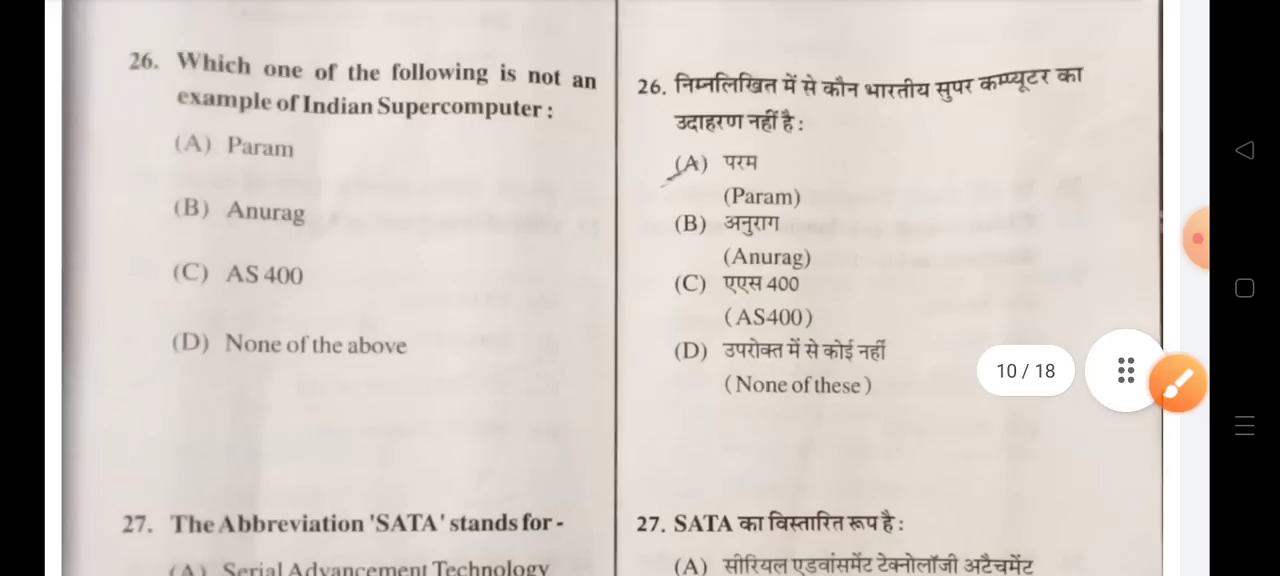 26. Which one of the following is not an
example of Indian Supercomputer :
(A) Param
(B) Anurag
(C) AS 400
(D) None of the above
27. The Abbreviation 'SATA' stands for -
(A) Serial Advancement Technology
26. निम्नलिखित में से कौन भारतीय सुपर कम्प्यूटर का
उदाहरण नहीं है :
(A) परम
(Param)
(B) अनुराग
(Anurag)
(C) एएस 400
(AS400)
(D) उपरोक्त में से कोई नहीं
(None of these)
27. SATA का विस्तारित रूप है :
(A) सीरियल एडवांसमेंट टेक्नोलॉजी अटैचमेंट
10 / 18